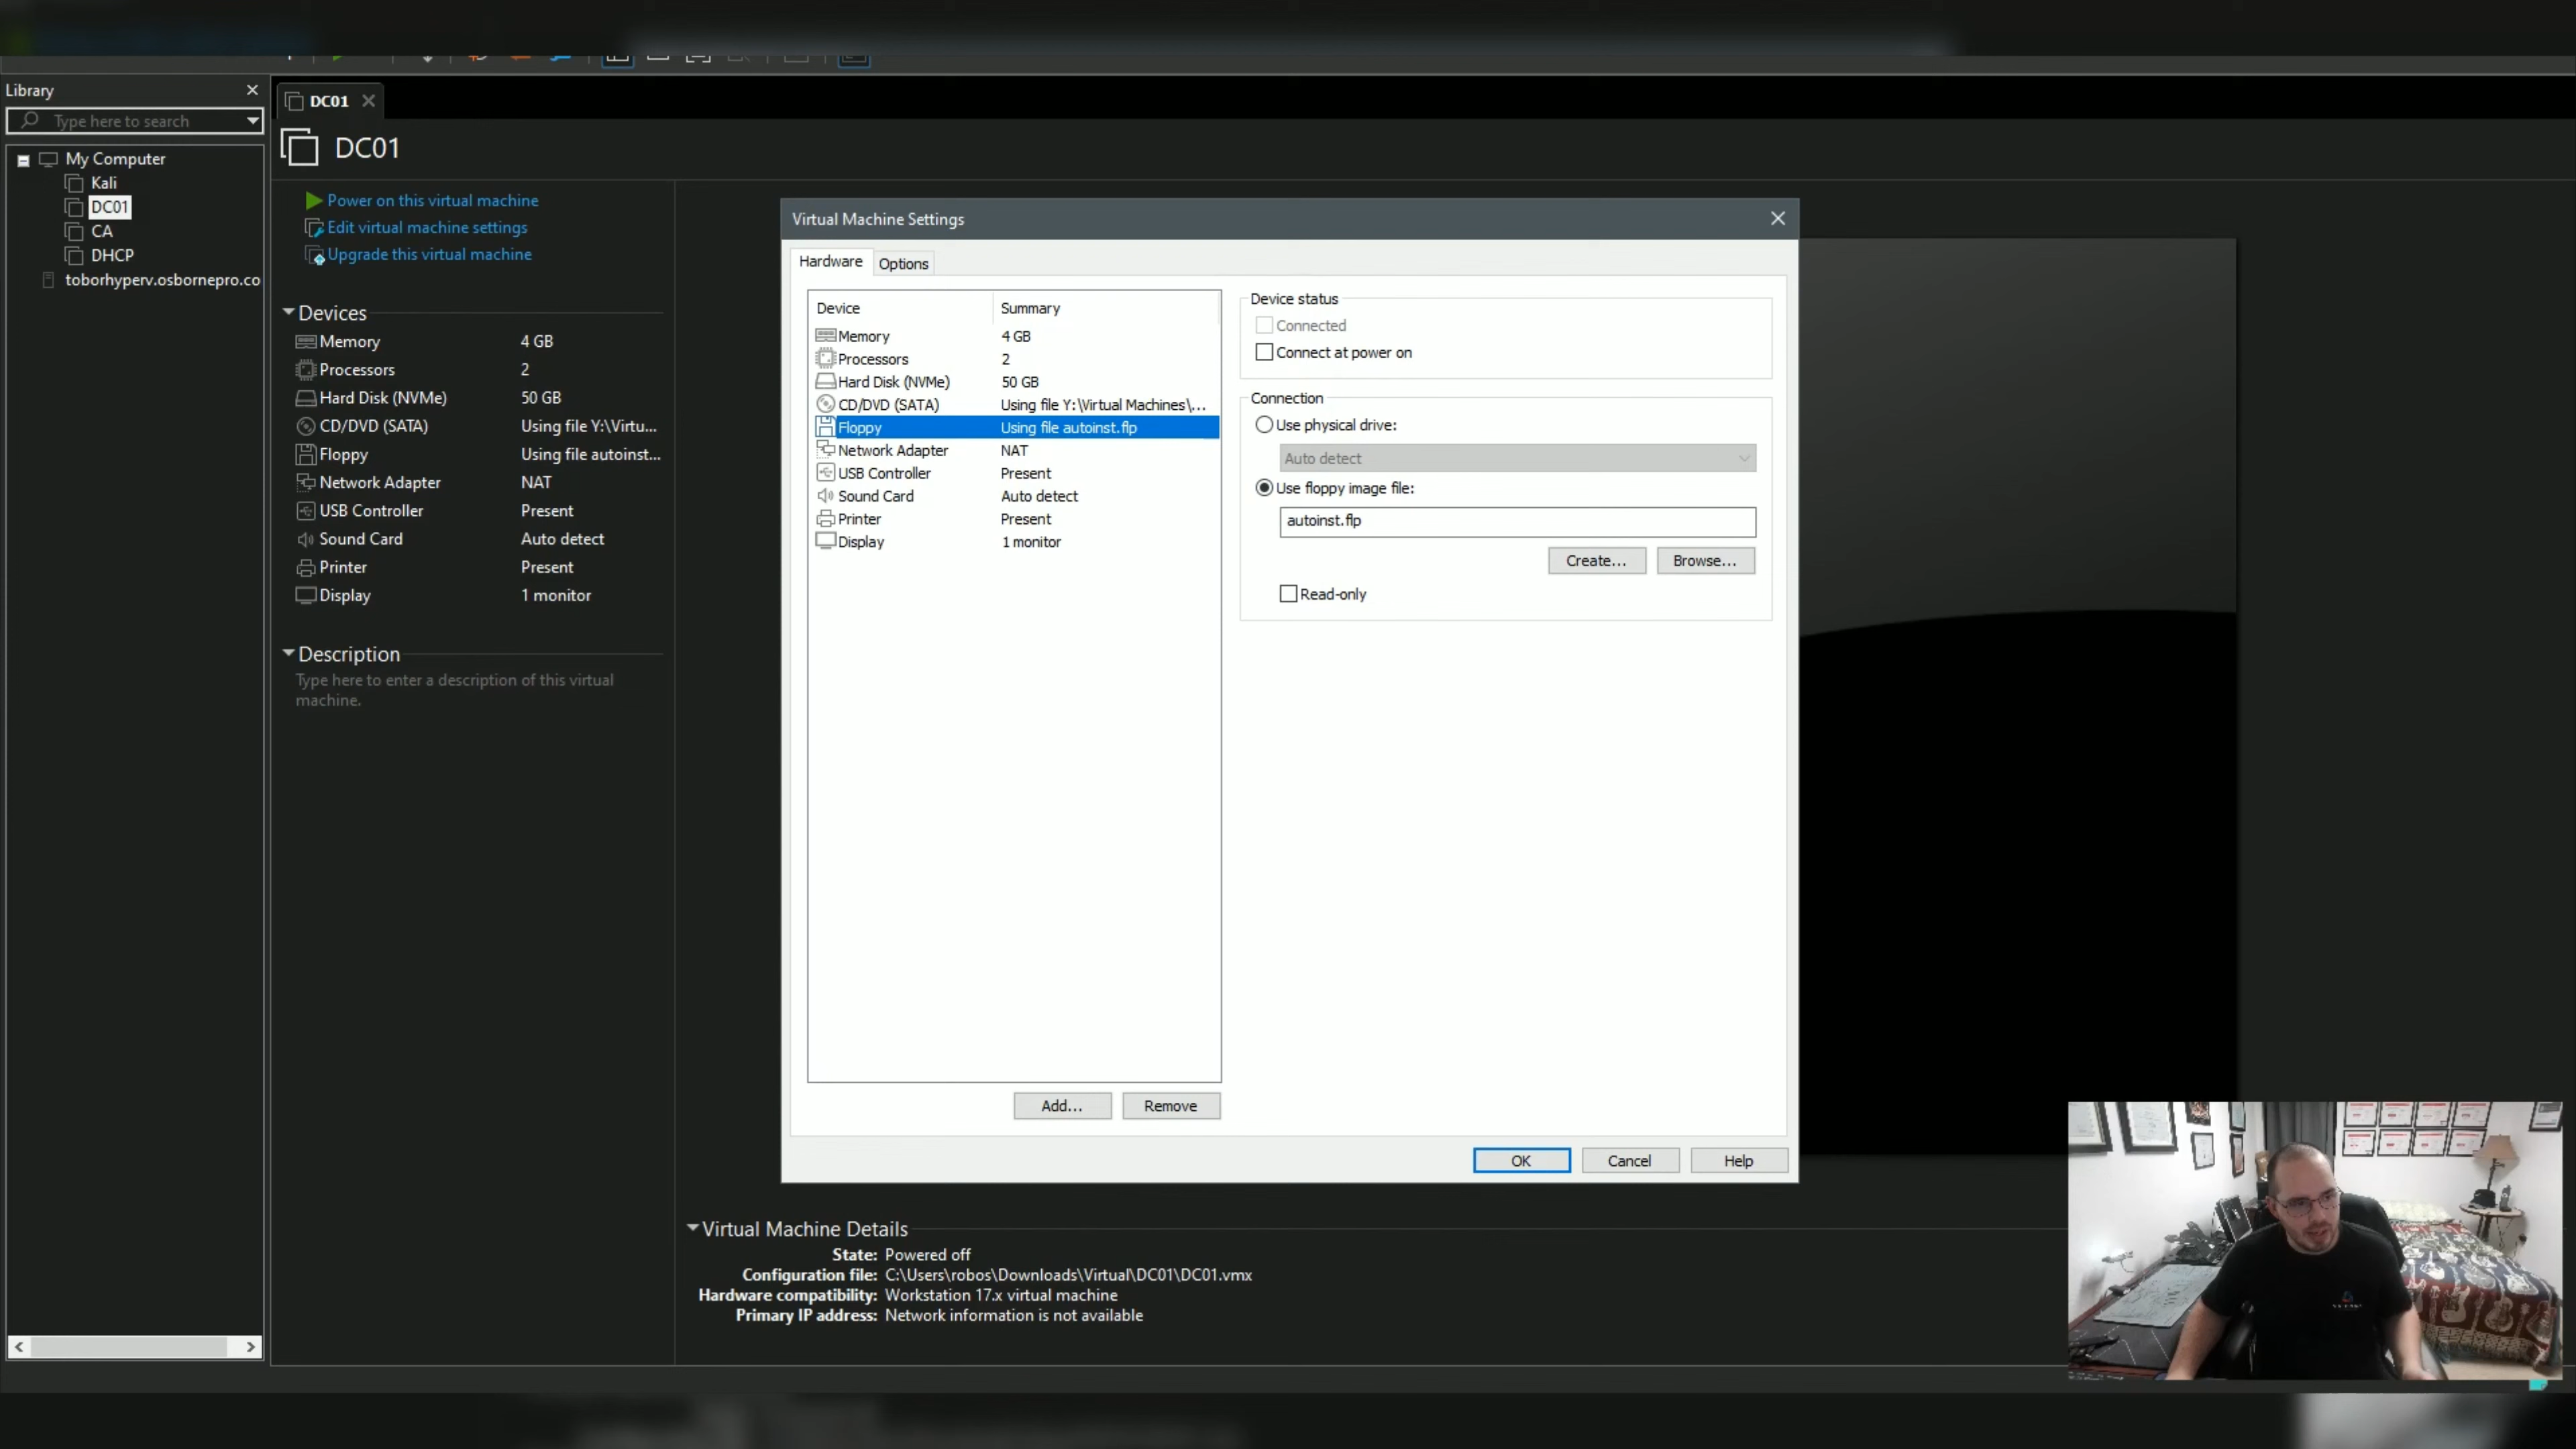 Library
Type here to search
My Computer
Kali
DC01
CA
DHCP
toborhyperv.osbornepro.co
DC01
DC01
Power on this virtual machine
Edit virtual machine settings
Upgrade this virtual machine
Devices
Memory 4 GB
Processors 2
Hard Disk (NVMe) 50 GB
CD/DVD (SATA) Using file Y:\Virtu...
Floppy Using file autoinst...
Network Adapter NAT
USB Controller Present
Sound Card Auto detect
Printer Present
Display 1 monitor
Description
Type here to enter a description of this virtual
machine.
Virtual Machine Settings
Hardware Options
Device Summary
Memory 4 GB
Processors 2
Hard Disk (NVMe) 50 GB
CD/DVD (SATA) Using file Y:\Virtual Machines\...
Floppy Using file autoinst.flp
Network Adapter NAT
USB Controller Present
Sound Card Auto detect
Printer Present
Display 1 monitor
Add... Remove
Device status
Connected
Connect at power on
Connection
Use physical drive:
Auto detect
Use floppy image file:
autoinst.flp
Create... Browse...
Read-only
OK Cancel Help
Virtual Machine Details
State: Powered off
Configuration file: C:\Users\robos\Downloads\Virtual\DC01\DC01.vmx
Hardware compatibility: Workstation 17.x virtual machine
Primary IP address: Network information is not available